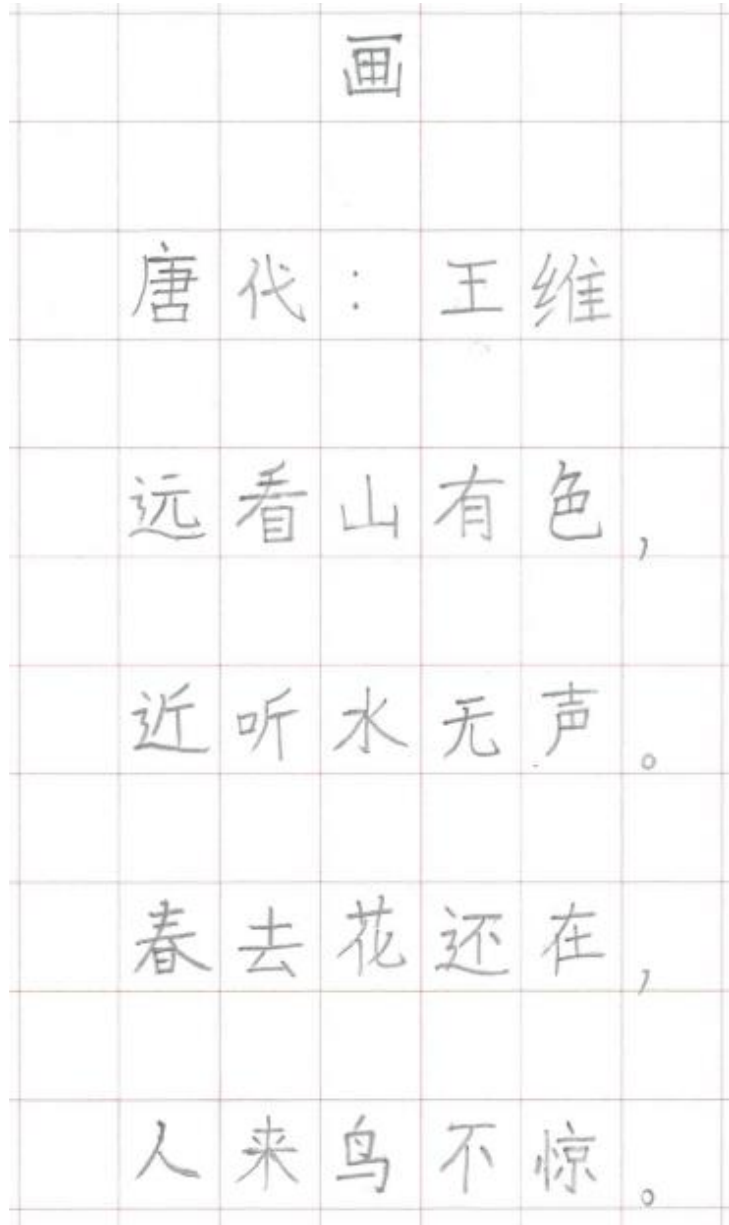 画
唐代：王维
远看山有色，
近听水无声。
春去花还在，
人来鸟不惊。